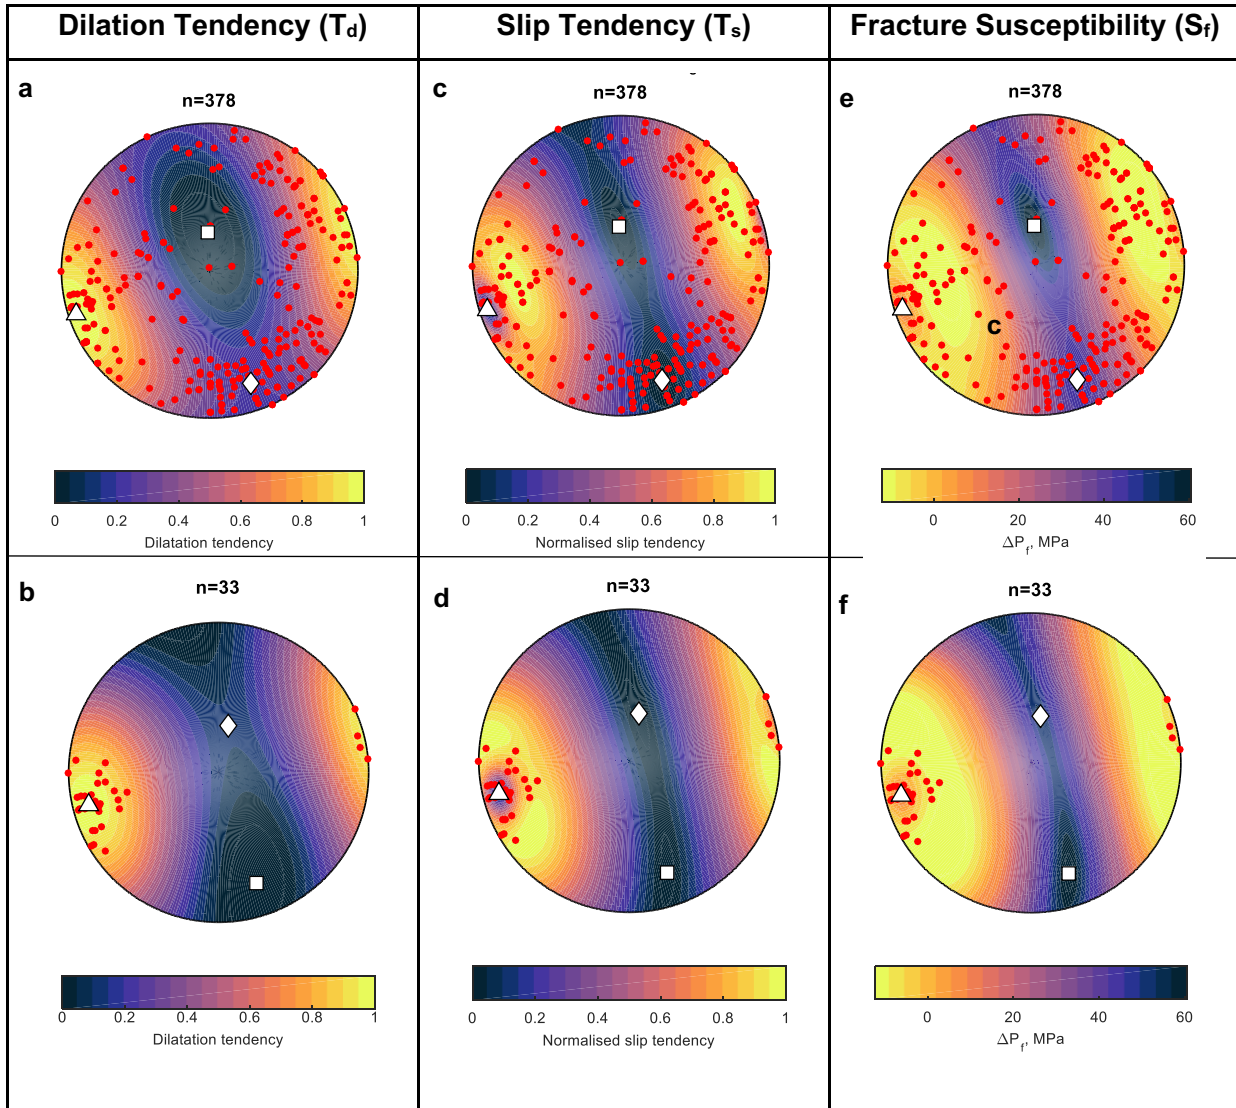 Dilation Tendency (Td)
Slip Tendency (Ts)
Fracture Susceptibility (Sf)
a
n=378
c
n=378
e
n=378
c
0 0.2 0.4 0.6 0.8 1
Dilatation tendency
0 0.2 0.4 0.6 0.8 1
Normalised slip tendency
0 20 40 60
ΔPf, MPa
b
n=33
d
n=33
f
n=33
0 0.2 0.4 0.6 0.8 1
Dilatation tendency
0 0.2 0.4 0.6 0.8 1
Normalised slip tendency
0 20 40 60
ΔPf, MPa